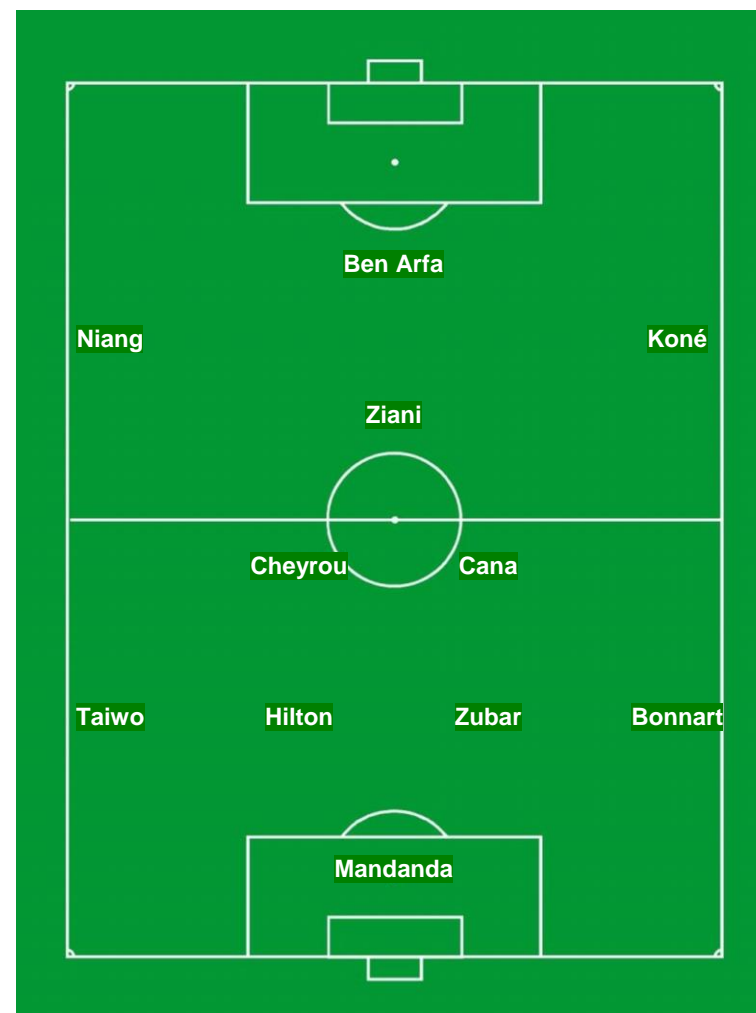 Ben Arfa
Niang
Koné
Ziani
Cheyrou
Cana
Taiwo
Hilton
Zubar
Bonnart
Mandanda